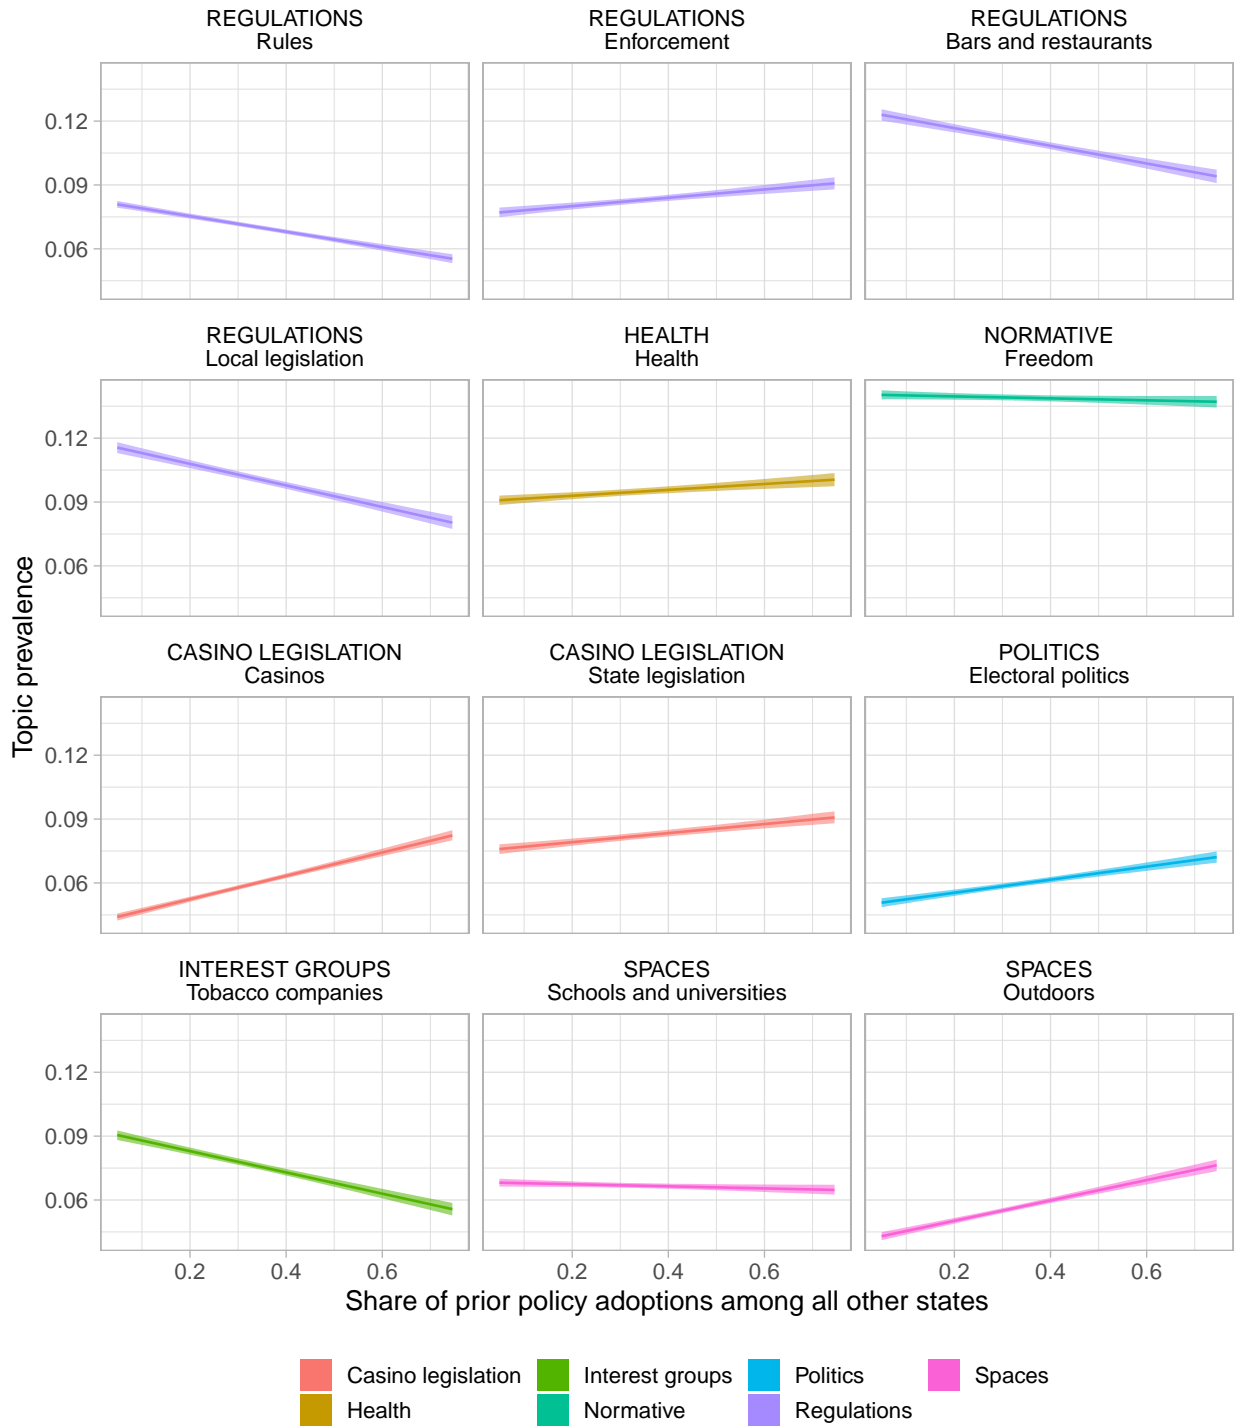 REGULATIONS
Rules
REGULATIONS
Enforcement
REGULATIONS
Bars and restaurants
0.12
0.09
0.06
REGULATIONS
Local legislation
HEALTH
Health
NORMATIVE
Freedom
0.12
0.09
0.06
Topic prevalence
CASINO LEGISLATION
Casinos
CASINO LEGISLATION
State legislation
POLITICS
Electoral politics
0.12
0.09
0.06
INTEREST GROUPS
Tobacco companies
SPACES
Schools and universities
SPACES
Outdoors
0.12
0.09
0.06
0.2 0.4 0.6 0.2 0.4 0.6 0.2 0.4 0.6
Share of prior policy adoptions among all other states
Casino legislation Interest groups Politics Spaces
Health Normative Regulations